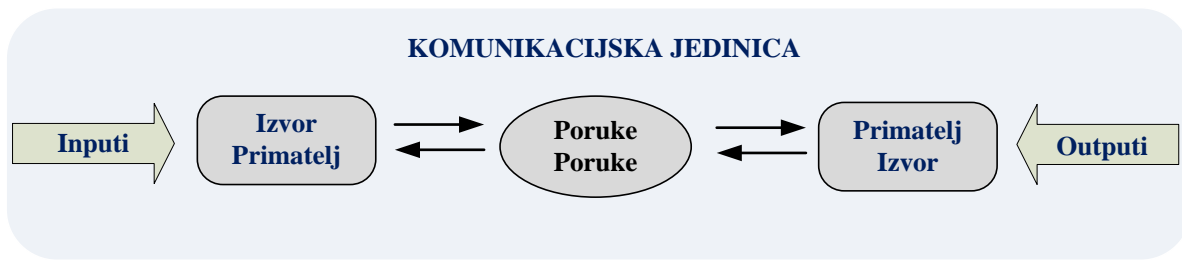 KOMUNIKACIJSKA JEDINICA
Inputi
Izvor
Primatelj
Poruke
Poruke
Primatelj
Izvor
Outputi